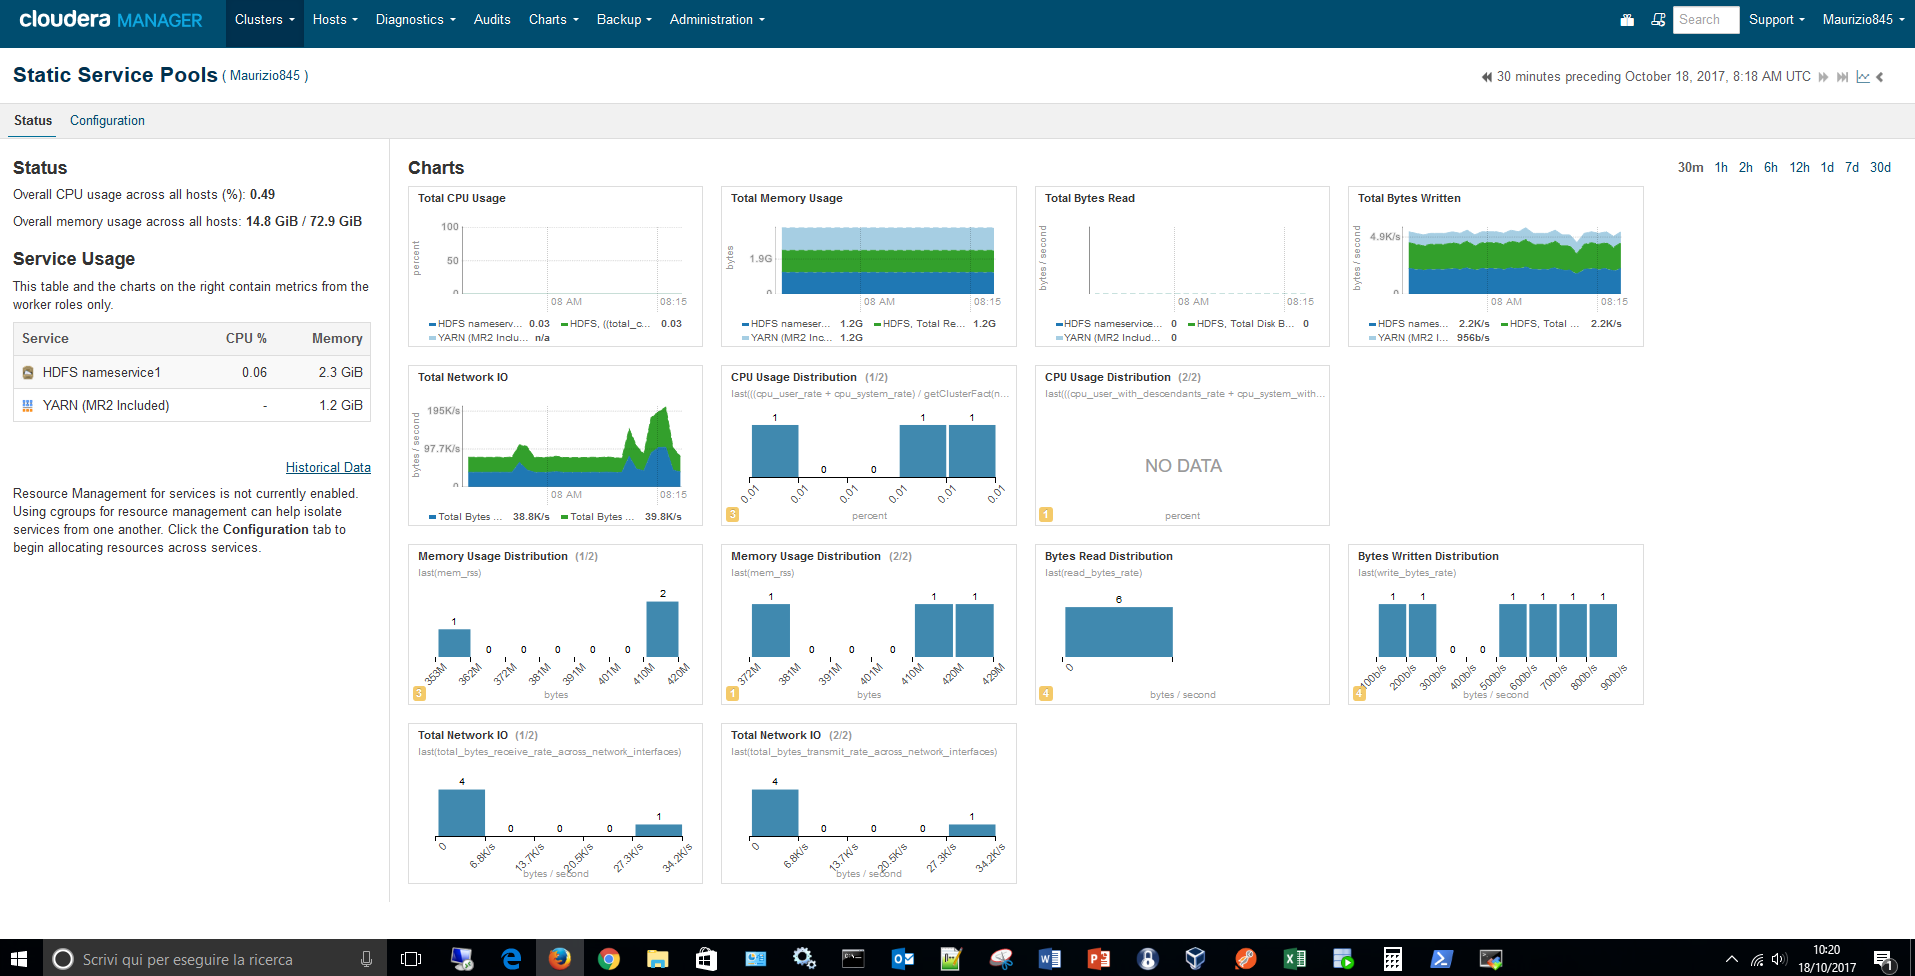 cloudera MANAGER
Clusters
Hosts
Diagnostics
Audits
Charts
Backup
Administration
Search
Support
Maurizio845
Static Service Pools ( Maurizio845 )
30 minutes preceding October 18, 2017, 8:18 AM UTC
Status
Configuration
Status
Overall CPU usage across all hosts (%): 0.49
Overall memory usage across all hosts: 14.8 GiB / 72.9 GiB
Service Usage
This table and the charts on the right contain metrics from the
worker roles only.
Service CPU % Memory
HDFS nameservice1 0.06 2.3 GiB
YARN (MR2 Included) - 1.2 GiB
Historical Data
Resource Management for services is not currently enabled.
Using cgroups for resource management can help isolate
services from one another. Click the Configuration tab to
begin allocating resources across services.
Charts
30m 1h 2h 6h 12h 1d 7d 30d
Total CPU Usage
percent
100
50
0
08 AM 08:15
HDFS nameserv... 0.03 HDFS, ((total_c... 0.03
YARN (MR2 Inclu... n/a
Total Memory Usage
bytes
1.9G
0
08 AM 08:15
HDFS nameser... 1.2G HDFS, Total Re... 1.2G
YARN (MR2 Inc... 1.2G
Total Bytes Read
bytes / second
08 AM 08:15
HDFS nameservice... 0 HDFS, Total Disk B... 0
YARN (MR2 Includ... 0
Total Bytes Written
bytes / second
4.9K/s
0
08 AM 08:15
HDFS names... 2.2K/s HDFS, Total ... 2.2K/s
YARN (MR2 I... 956b/s
Total Network IO
bytes / second
195K/s
97.7K/s
0
08 AM 08:15
Total Bytes ... 38.8K/s Total Bytes ... 39.8K/s
CPU Usage Distribution (1/2)
last(((cpu_user_rate + cpu_system_rate) / getClusterFact(n...
1 0 0 1 1
0.01 0.01 0.01 0.01 0.01 0.01
3
percent
CPU Usage Distribution (2/2)
last(((cpu_user_with_descendants_rate + cpu_system_with...
NO DATA
1
percent
Memory Usage Distribution (1/2)
last(mem_rss)
1 0 0 0 0 0 2
353M 362M 372M 381M 391M 401M 410M 420M
3
bytes
Memory Usage Distribution (2/2)
last(mem_rss)
1 0 0 0 1 1
372M 381M 391M 401M 410M 420M 429M
1
bytes
Bytes Read Distribution
last(read_bytes_rate)
6
0
4
bytes / second
Bytes Written Distribution
last(write_bytes_rate)
1 1 0 0 1 1 1 1
100b/s 200b/s 300b/s 400b/s 500b/s 600b/s 700b/s 800b/s 900b/s
4
bytes / second
Total Network IO (1/2)
last(total_bytes_receive_rate_across_network_interfaces)
4 0 0 0 1
0 6.8K/s 13.7K/s 20.5K/s 27.3K/s 34.2K/s
bytes / second
Total Network IO (2/2)
last(total_bytes_transmit_rate_across_network_interfaces)
4 0 0 0 1
0 6.8K/s 13.7K/s 20.5K/s 27.3K/s 34.2K/s
bytes / second
Scrivi qui per eseguire la ricerca
10:20
18/10/2017
1